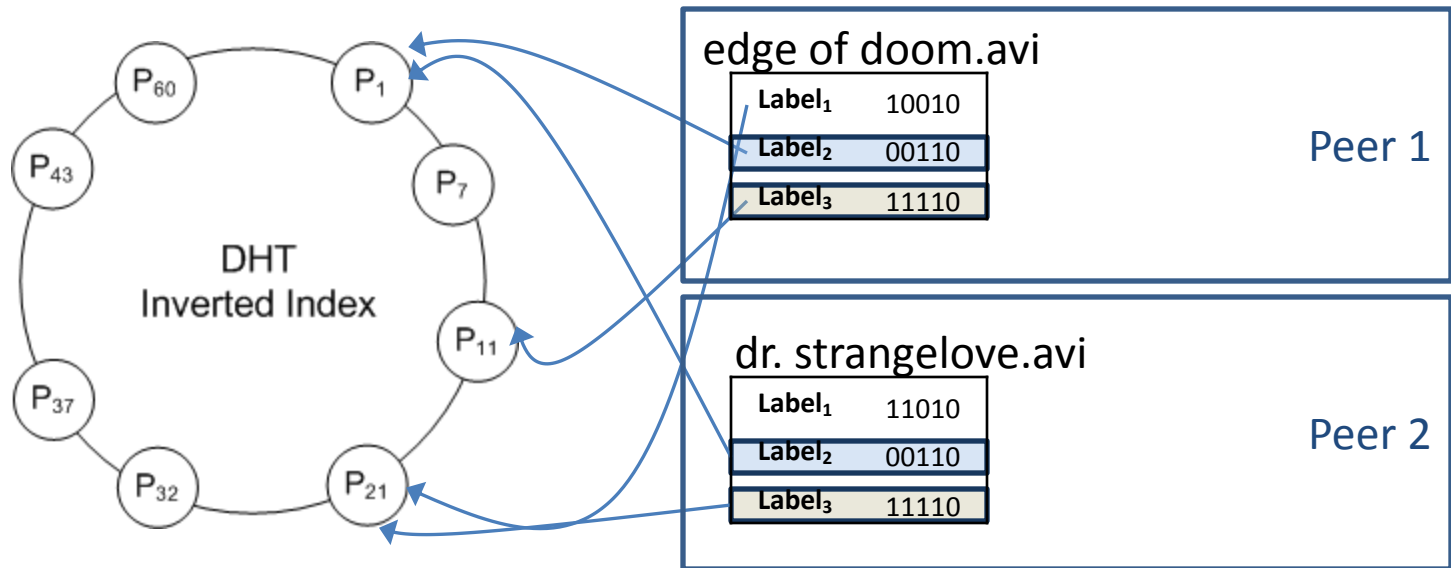 P₆₀
P₁
P₄₃
P₇
DHT
Inverted Index
P₁₁
P₃₇
P₃₂
P₂₁
edge of doom.avi
Label₁ 10010
Label₂ 00110
Label₃ 11110
Peer 1
dr. strangelove.avi
Label₁ 11010
Label₂ 00110
Label₃ 11110
Peer 2